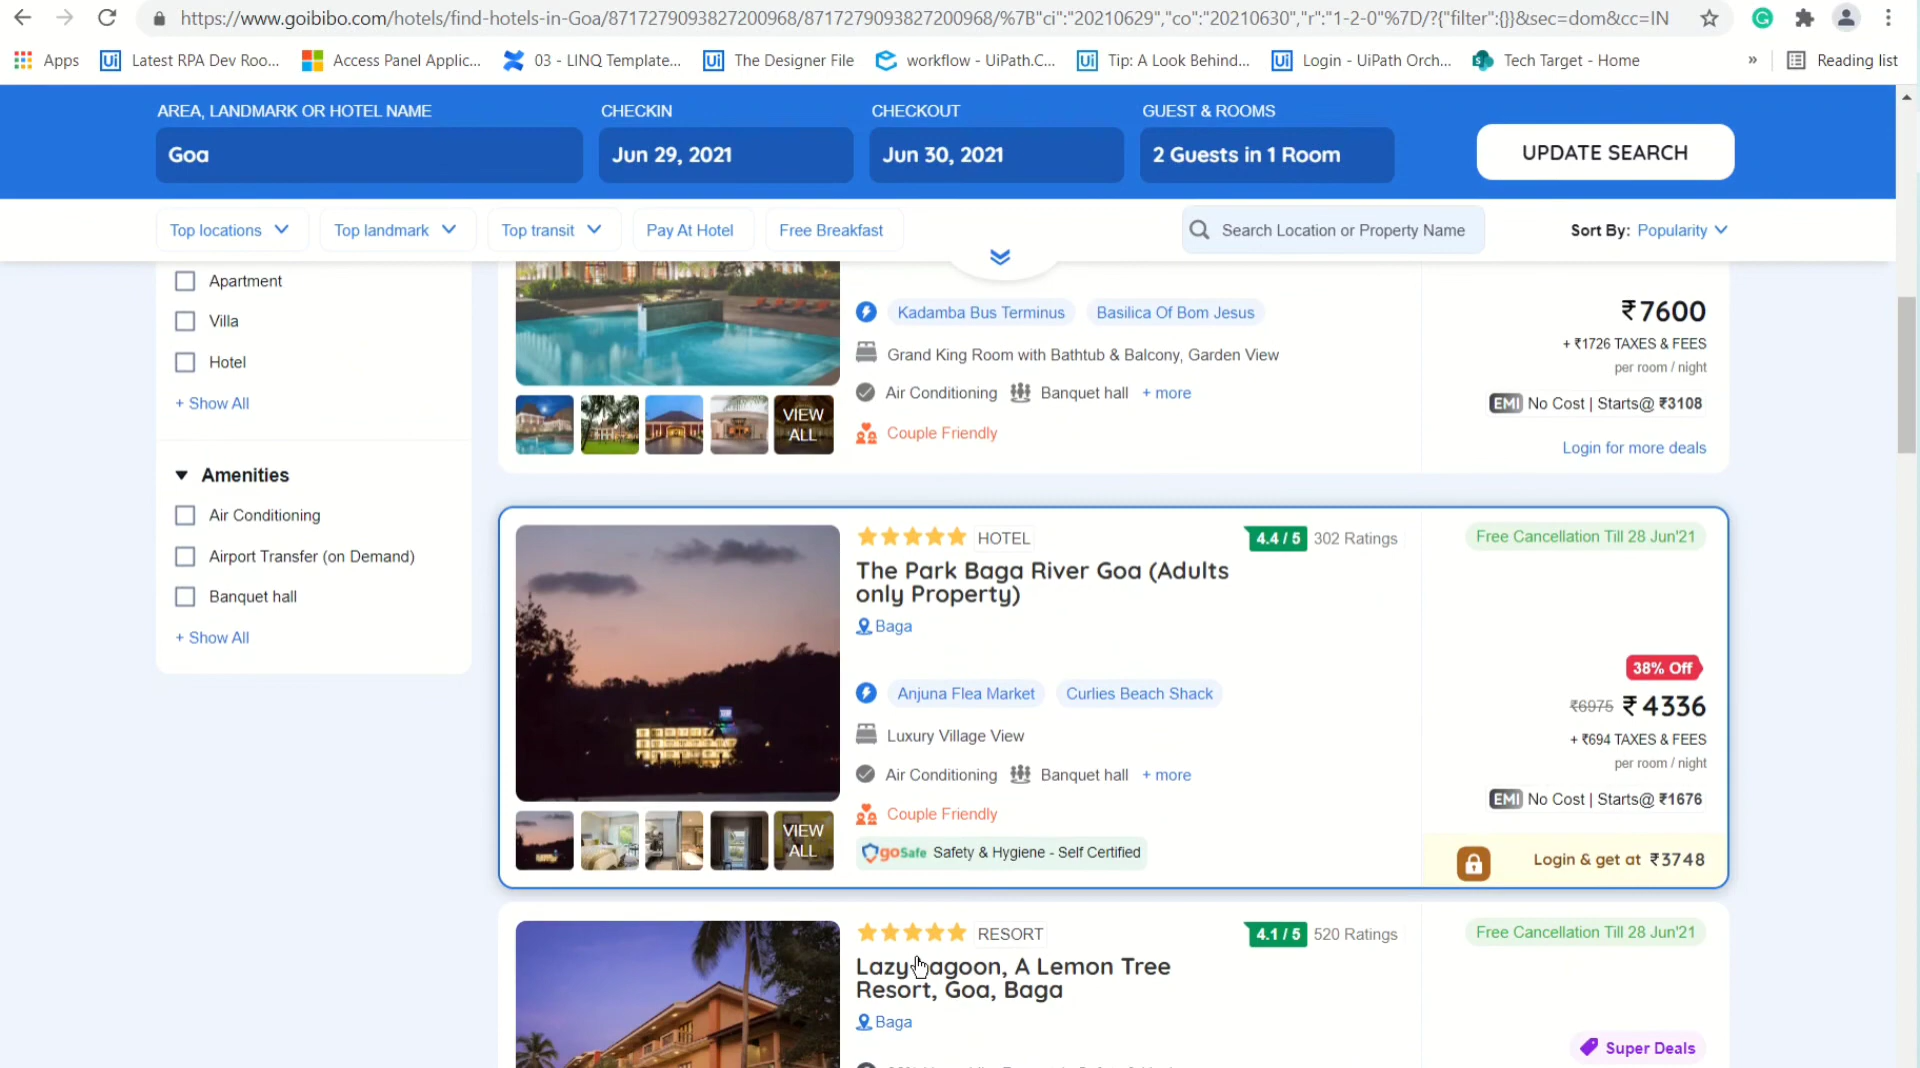 https://www.goibibo.com/hotels/find-hotels-in-Goa/8717279093827200968/8717279093827200968/%7B"ci":"20210629","co":"20210630","r":"1-2-0"%7D/?{"filter":{}}&sec=dom&cc=IN
Apps Latest RPA Dev Roo... Access Panel Applic... 03 - LINQ Template... The Designer File workflow - UiPath.C... Tip: A Look Behind... Login - UiPath Orch... Tech Target - Home » Reading list
AREA, LANDMARK OR HOTEL NAME CHECKIN CHECKOUT GUEST & ROOMS
Goa Jun 29, 2021 Jun 30, 2021 2 Guests in 1 Room UPDATE SEARCH
Top locations Top landmark Top transit Pay At Hotel Free Breakfast Search Location or Property Name Sort By: Popularity
Apartment
Villa
Hotel
+ Show All
Amenities
Air Conditioning
Airport Transfer (on Demand)
Banquet hall
+ Show All
VIEW
ALL
Kadamba Bus Terminus Basilica Of Bom Jesus
Grand King Room with Bathtub & Balcony, Garden View
Air Conditioning Banquet hall + more
Couple Friendly
₹7600
+ ₹1726 TAXES & FEES
per room / night
EMI No Cost | Starts@ ₹3108
Login for more deals
VIEW
ALL
HOTEL 4.4 / 5 302 Ratings
The Park Baga River Goa (Adults
only Property)
Baga
Anjuna Flea Market Curlies Beach Shack
Luxury Village View
Air Conditioning Banquet hall + more
Couple Friendly
goSafe Safety & Hygiene - Self Certified
Free Cancellation Till 28 Jun'21
38% Off
₹6975 ₹4336
+ ₹694 TAXES & FEES
per room / night
EMI No Cost | Starts@ ₹1676
Login & get at ₹3748
RESORT 4.1 / 5 520 Ratings
Lazy Lagoon, A Lemon Tree
Resort, Goa, Baga
Baga
Free Cancellation Till 28 Jun'21
Super Deals